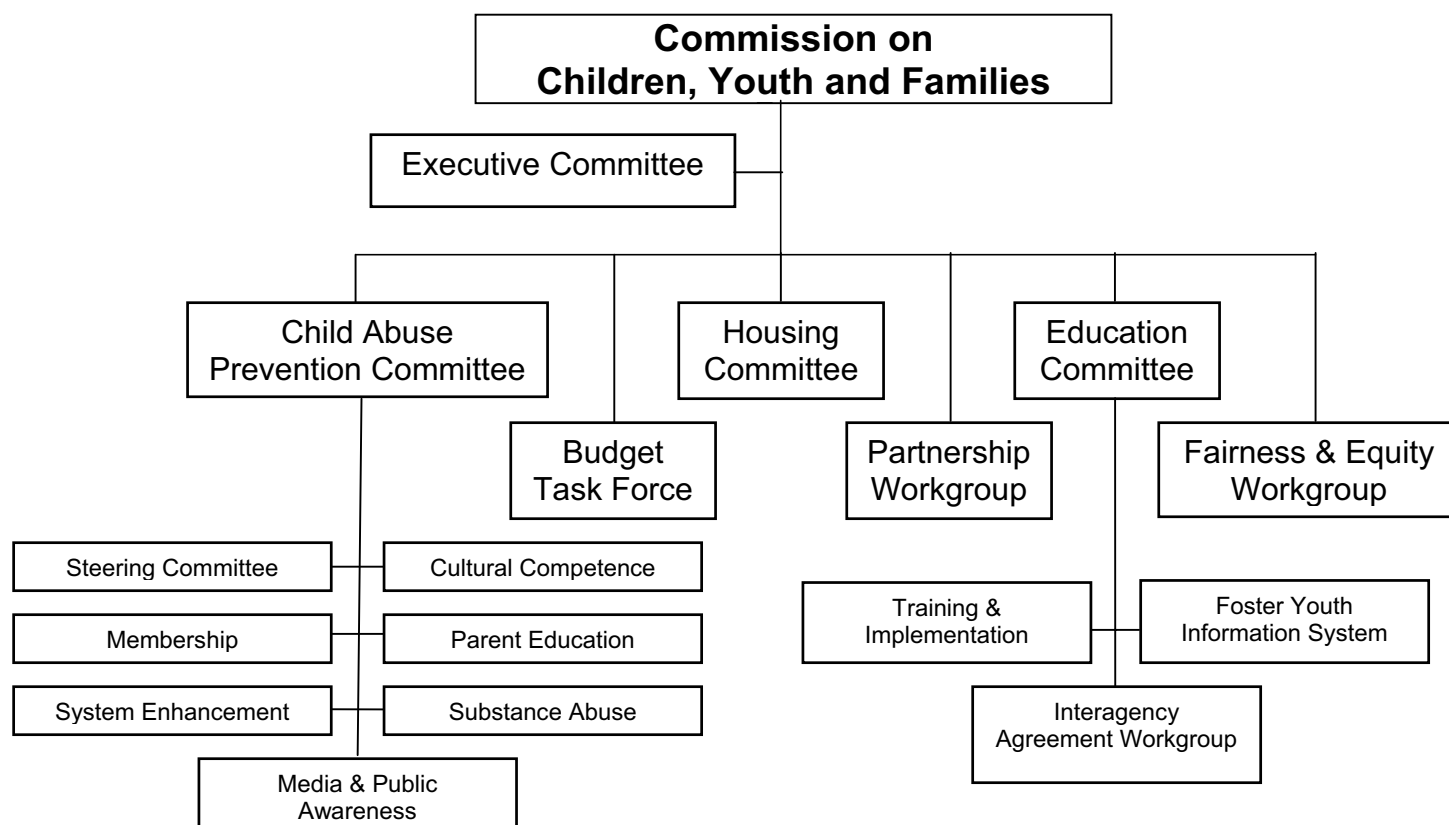 Commission on
Children, Youth and Families
Executive Committee
Child Abuse
Prevention Committee
Housing
Committee
Education
Committee
Budget
Task Force
Partnership
Workgroup
Fairness & Equity
Workgroup
Steering Committee
Cultural Competence
Membership
Parent Education
System Enhancement
Substance Abuse
Media & Public
Awareness
Training &
Implementation
Foster Youth
Information System
Interagency
Agreement Workgroup